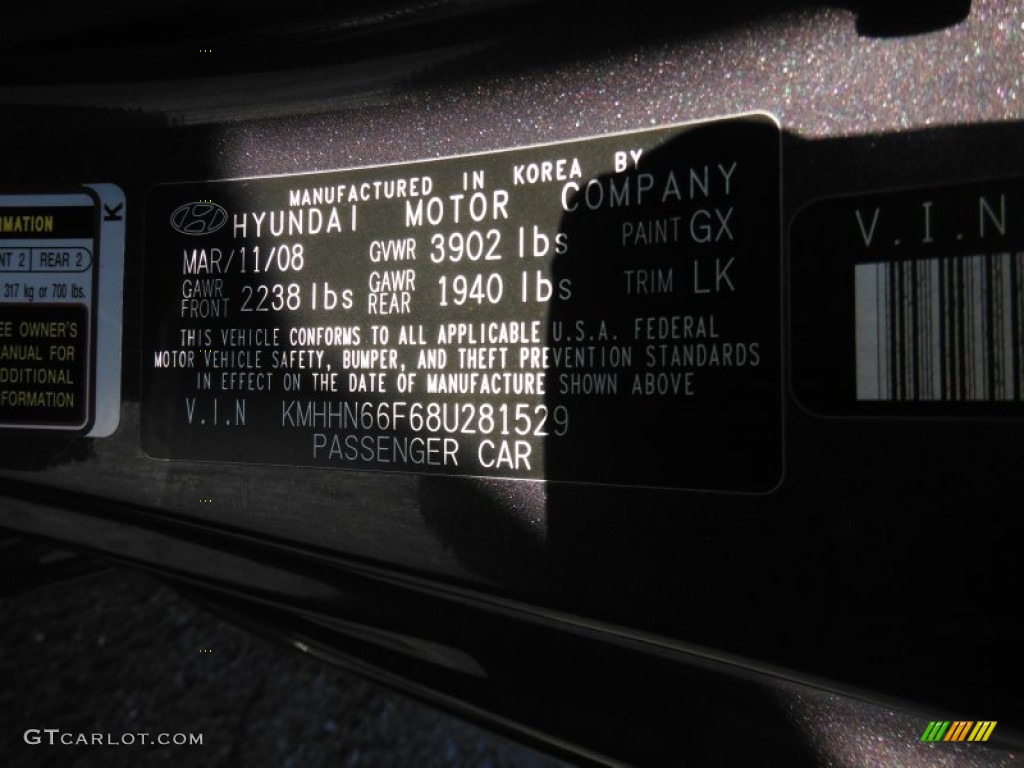 MANUFACTURED IN KOREA BY
HYUNDAI MOTOR COMPANY
MAR/11/08 GVWR 3902 lbs PAINT GX
GAWR FRONT 2238 lbs GAWR REAR 1940 lbs TRIM LK
THIS VEHICLE CONFORMS TO ALL APPLICABLE U.S.A. FEDERAL
MOTOR VEHICLE SAFETY, BUMPER, AND THEFT PREVENTION STANDARDS
IN EFFECT ON THE DATE OF MANUFACTURE SHOWN ABOVE
V.I.N KMHHN66F68U281529
PASSENGER CAR
RMATION
NT 2 REAR 2
317 kg or 700 lbs.
EE OWNER'S
ANUAL FOR
DDITIONAL
FORMATION
K
V.I.N
GTCARLOT.COM